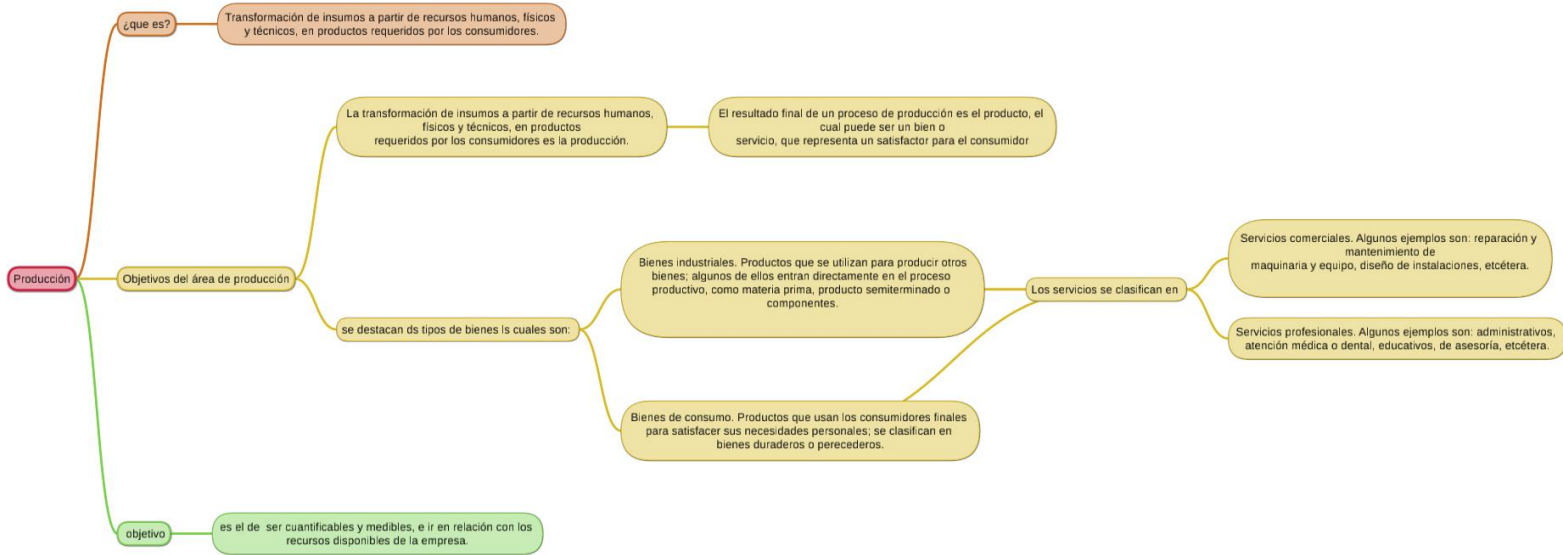 ¿que es?
Transformación de insumos a partir de recursos humanos, físicos
y técnicos, en productos requeridos por los consumidores.
La transformación de insumos a partir de recursos humanos,
físicos y técnicos, en productos
requeridos por los consumidores es la producción.
El resultado final de un proceso de producción es el producto, el
cual puede ser un bien o
servicio, que representa un satisfactor para el consumidor
Producción
Objetivos del área de producción
se destacan ds tipos de bienes ls cuales son:
Bienes industriales. Productos que se utilizan para producir otros
bienes; algunos de ellos entran directamente en el proceso
productivo, como materia prima, producto semiterminado o
componentes.
Los servicios se clasifican en
Servicios comerciales. Algunos ejemplos son: reparación y
mantenimiento de
maquinaria y equipo, diseño de instalaciones, etcétera.
Servicios profesionales. Algunos ejemplos son: administrativos,
atención médica o dental, educativos, de asesoría, etcétera.
Bienes de consumo. Productos que usan los consumidores finales
para satisfacer sus necesidades personales; se clasifican en
bienes duraderos o perecederos.
objetivo
es el de  ser cuantificables y medibles, e ir en relación con los
recursos disponibles de la empresa.